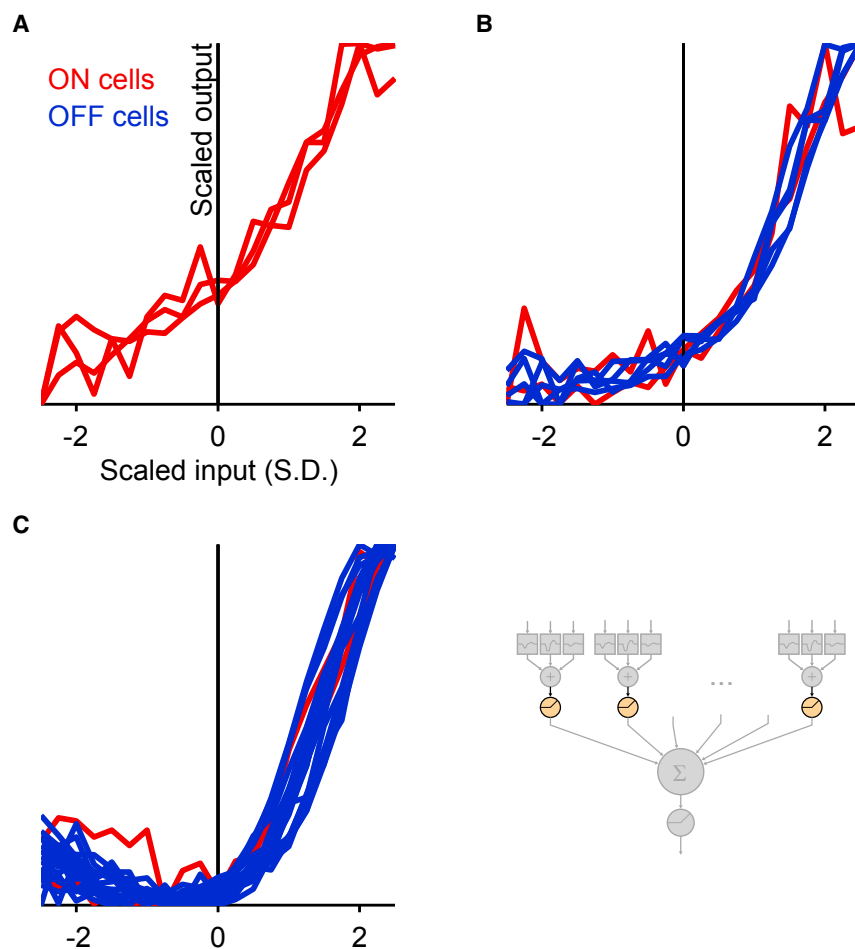 A
ON cells
OFF cells
Scaled output
-2 0 2
Scaled input (S.D.)
B
-2 0 2
C
-2 0 2
+ + +
...
Σ